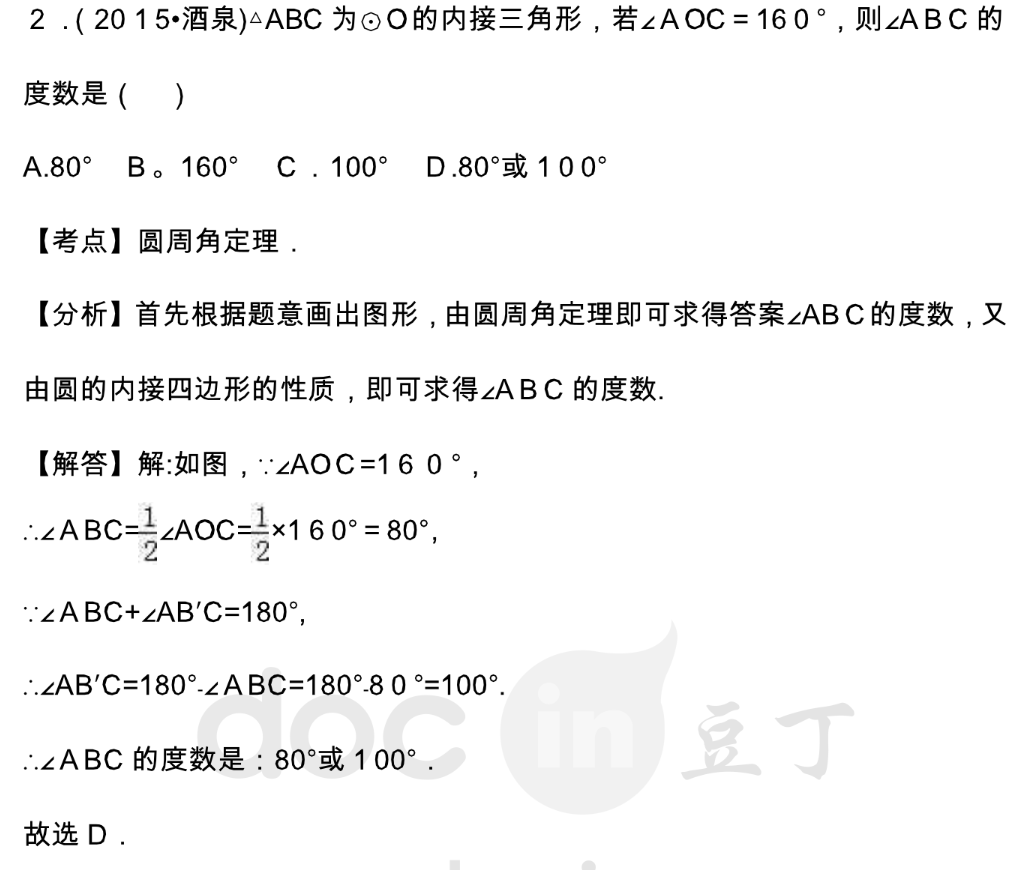 2 .( 2015•酒泉)△ABC 为⊙O的内接三角形，若∠AOC = 160°，则∠ABC 的
度数是 (    )
A.80°  B。160°  C ．100°  D.80°或 100°
【考点】圆周角定理．
【分析】首先根据题意画出图形，由圆周角定理即可求得答案∠ABC的度数，又
由圆的内接四边形的性质，即可求得∠ABC 的度数.
【解答】解:如图，∵∠AOC=160°，
∴∠ABC=1/2∠AOC=1/2×160° = 80°,
∵∠ABC+∠AB′C=180°,
∴∠AB′C=180°-∠ABC=180°-80°=100°.
∴∠ABC 的度数是：80°或 100°．
故选 D．
docin 豆丁